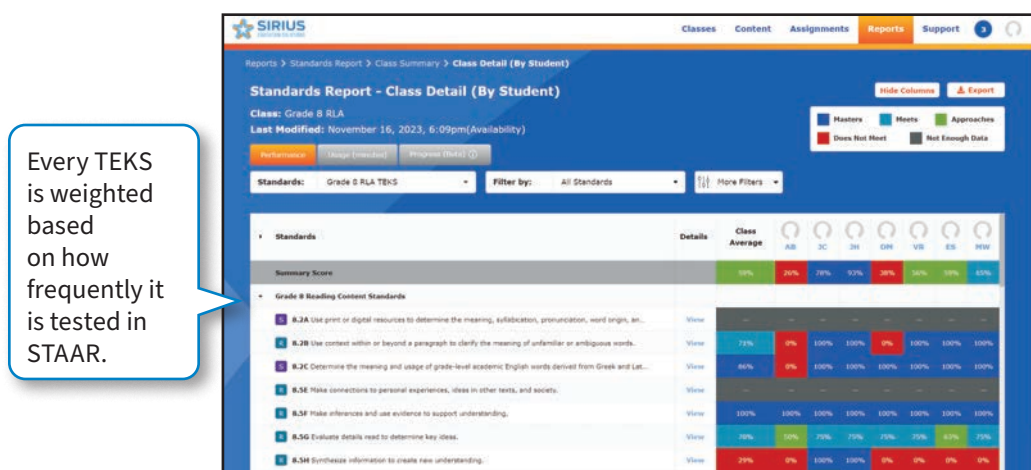 Every TEKS
is weighted
based
on how
frequently it
is tested in
STAAR.
SIRIUS
Classes Content Assignments Reports Support 3
Reports > Standards Report > Class Summary > Class Detail (By Student)
Standards Report - Class Detail (By Student)
Hide Columns Export
Class: Grade 8 RLA
Last Modified: November 16, 2023, 6:09pm(Availability)
Masters Meets Approaches
Does Not Meet Not Enough Data
Performance Usage (minutes) Progress (Beta)
Standards: Grade 8 RLA TEKS Filter by: All Standards More Filters
Standards Details Class Average AB JC JH OM VR ES MW
Summary Score 59% 26% 78% 93% 38% 56% 59% 65%
Grade 8 Reading Content Standards
S 8.2A Use print or digital resources to determine the meaning, syllabication, pronunciation, word origin, an... View – – – – – – – –
R 8.2B Use context within or beyond a paragraph to clarify the meaning of unfamiliar or ambiguous words. View 71% 0% 100% 100% 0% 100% 100% 100%
S 8.2C Determine the meaning and usage of grade-level academic English words derived from Greek and Lat... View 86% 0% 100% 100% 100% 100% 100% 100%
R 8.5E Make connections to personal experiences, ideas in other texts, and society. View – – – – – – – –
R 8.5F Make inferences and use evidence to support understanding. View 100% 100% 100% 100% 100% 100% 100% 100%
R 8.5G Evaluate details read to determine key ideas. View 70% 50% 75% 75% 75% 75% 63% 75%
R 8.5H Synthesize information to create new understanding. View 29% 0% 100% 100% 0% 0% 0% 0%